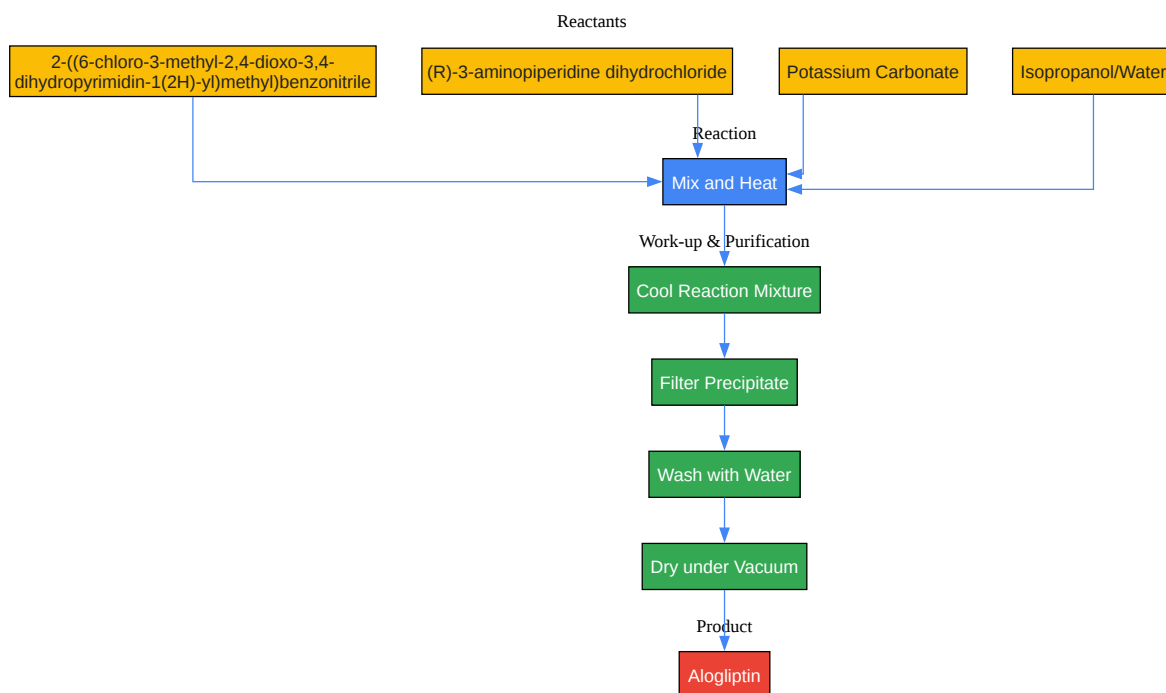 Reactants
2-((6-chloro-3-methyl-2,4-dioxo-3,4-
dihydropyrimidin-1(2H)-yl)methyl)benzonitrile
(R)-3-aminopiperidine dihydrochloride
Potassium Carbonate
Isopropanol/Water
Reaction
Mix and Heat
Work-up & Purification
Cool Reaction Mixture
Filter Precipitate
Wash with Water
Dry under Vacuum
Product
Alogliptin